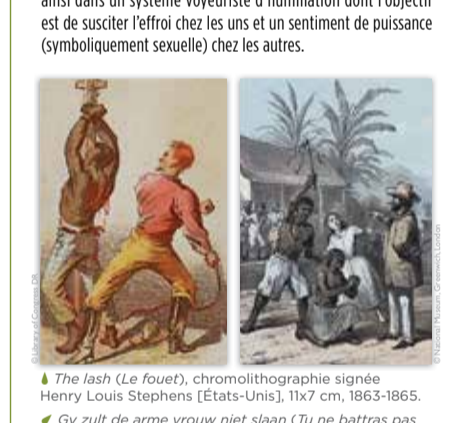 ainsi dans un système voyeuriste d'humiliation dont l'objectif
est de susciter l'effroi chez les uns et un sentiment de puissance
(symboliquement sexuelle) chez les autres.
© Library of Congress DR
© National Museum, Greenwich, London
The lash (Le fouet), chromolithographie signée
Henry Louis Stephens [États-Unis], 11x7 cm, 1863-1865.
Gy zult de arme vrouw niet slaan (Tu ne battras pas